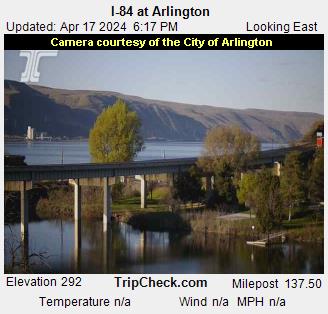 I-84 at Arlington
Updated: Apr 17 2024 6:17 PM Looking East
Camera courtesy of the City of Arlington
Elevation 292 TripCheck.com Milepost 137.50
Temperature n/a Wind n/a MPH n/a